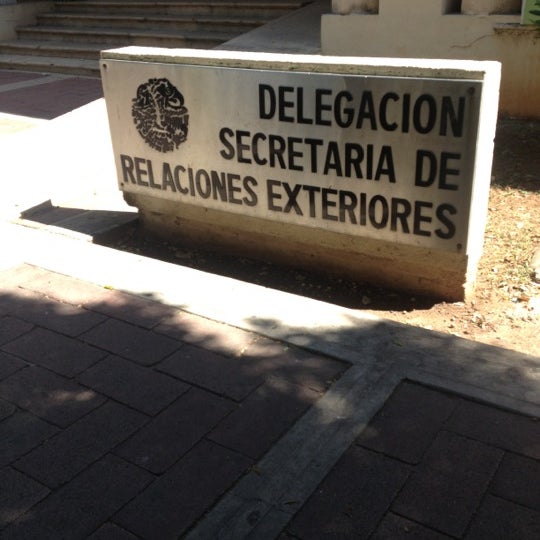 DELEGACION
SECRETARIA DE
RELACIONES EXTERIORES